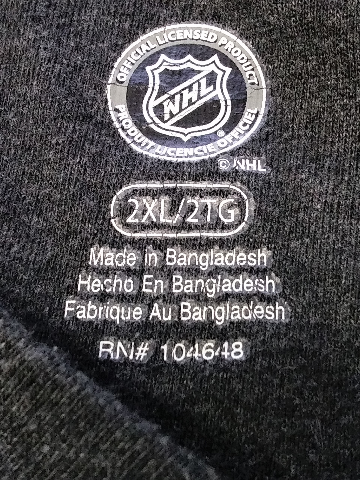 OFFICIAL LICENSED PRODUCT
NHL
PRODUIT LICENCIÉ OFFICIEL
® 
© NHL
2XL/2TG
Made in Bangladesh
Hecho En Bangladesh
Fabrique Au Bangladesh
RN# 104648